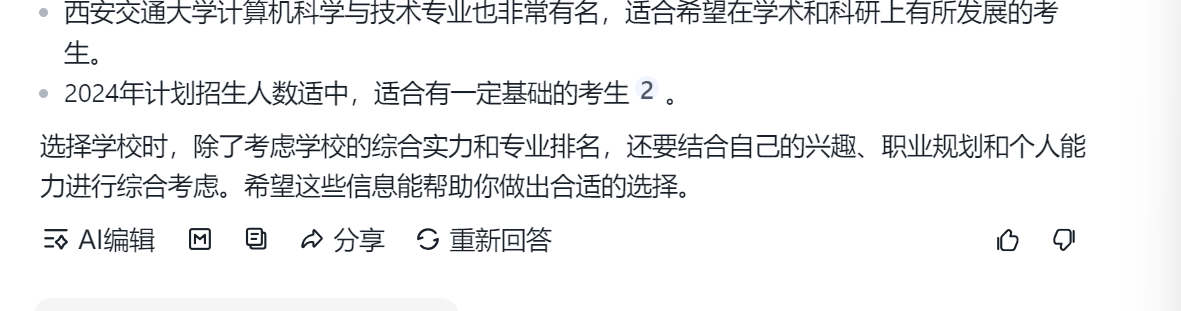 西安交通大学计算机科学与技术专业也非常有名，适合希望在学术和科研上有所发展的考
生。
2024年计划招生人数适中，适合有一定基础的考生 2 。
选择学校时，除了考虑学校的综合实力和专业排名，还要结合自己的兴趣、职业规划和个人能
力进行综合考虑。希望这些信息能帮助你做出合适的选择。
AI编辑 分享 重新回答